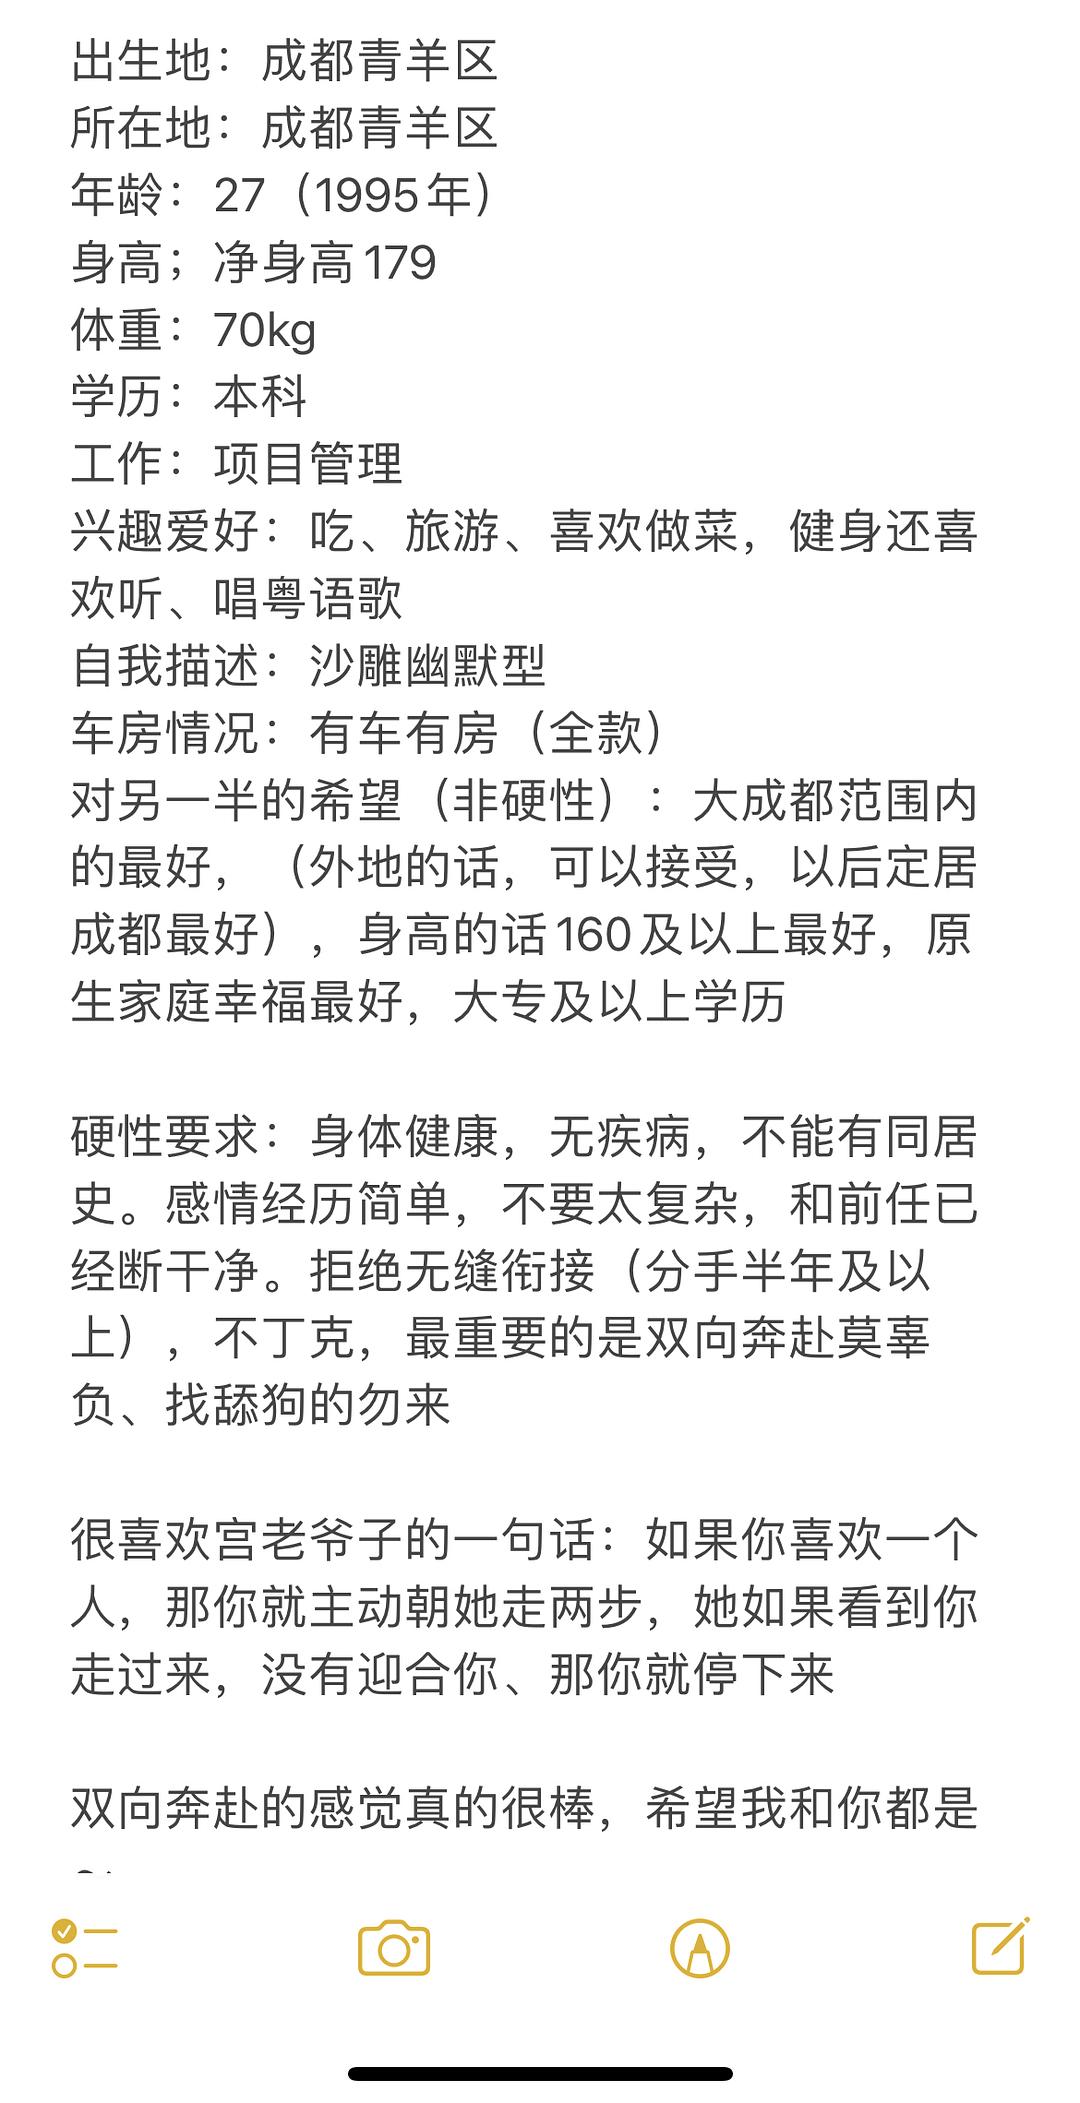 出生地：成都青羊区
所在地：成都青羊区
年龄：27（1995年）
身高；净身高179
体重：70kg
学历：本科
工作：项目管理
兴趣爱好：吃、旅游、喜欢做菜，健身还喜
欢听、唱粤语歌
自我描述：沙雕幽默型
车房情况：有车有房（全款）
对另一半的希望（非硬性）：大成都范围内
的最好，（外地的话，可以接受，以后定居
成都最好），身高的话160及以上最好，原
生家庭幸福最好，大专及以上学历
硬性要求：身体健康，无疾病，不能有同居
史。感情经历简单，不要太复杂，和前任已
经断干净。拒绝无缝衔接（分手半年及以
上），不丁克，最重要的是双向奔赴莫辜
负、找舔狗的勿来
很喜欢宫老爷子的一句话：如果你喜欢一个
人，那你就主动朝她走两步，她如果看到你
走过来，没有迎合你、那你就停下来
双向奔赴的感觉真的很棒，希望我和你都是